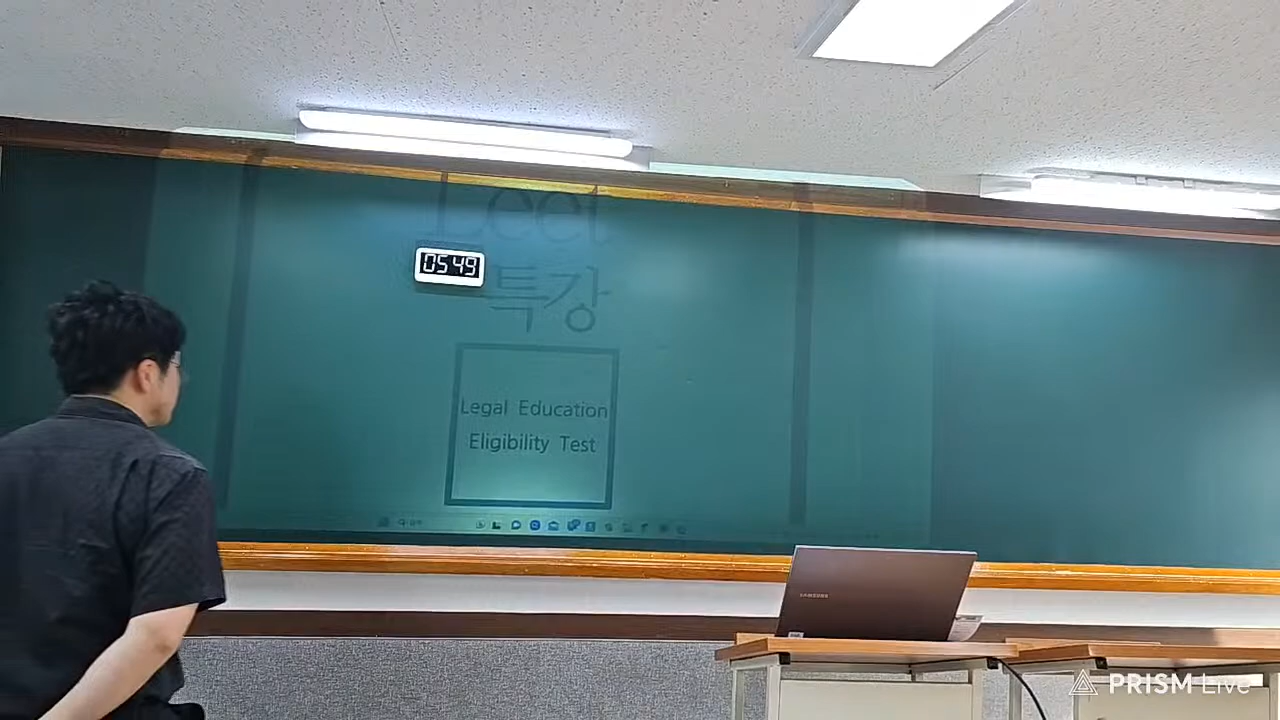 Leet
05:49
특강
Legal Education
Eligibility Test
SAMSUNG
PRISM Live